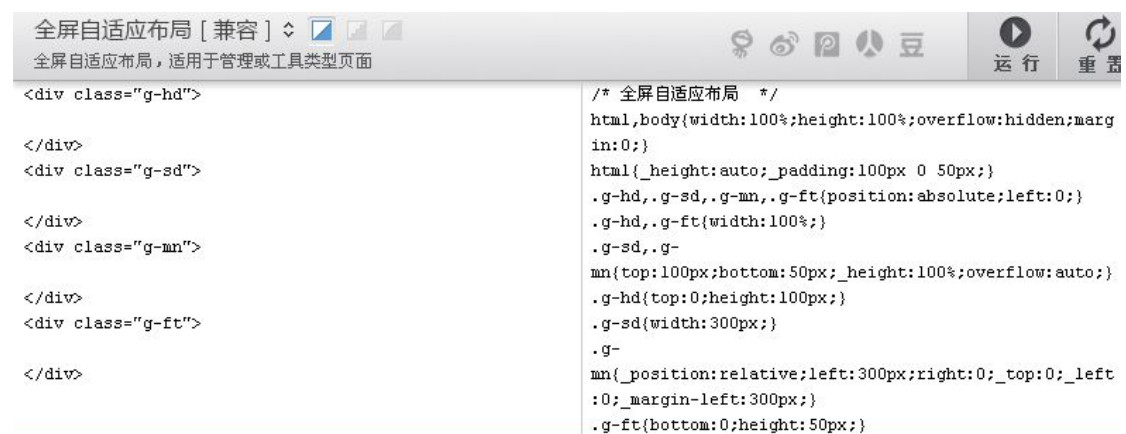 全屏自适应布局 [ 兼容 ]
全屏自适应布局，适用于管理或工具类型页面
豆
运 行
重 置
<div class="g-hd">
</div>
<div class="g-sd">
</div>
<div class="g-mn">
</div>
<div class="g-ft">
</div>
/* 全屏自适应布局  */
html,body{width:100%;height:100%;overflow:hidden;marg
in:0;}
html{_height:auto;_padding:100px 0 50px;}
.g-hd,.g-sd,.g-mn,.g-ft{position:absolute;left:0;}
.g-hd,.g-ft{width:100%;}
.g-sd,.g-
mn{top:100px;bottom:50px;_height:100%;overflow:auto;}
.g-hd{top:0;height:100px;}
.g-sd{width:300px;}
.g-
mn{_position:relative;left:300px;right:0;_top:0;_left
:0;_margin-left:300px;}
.g-ft{bottom:0;height:50px;}